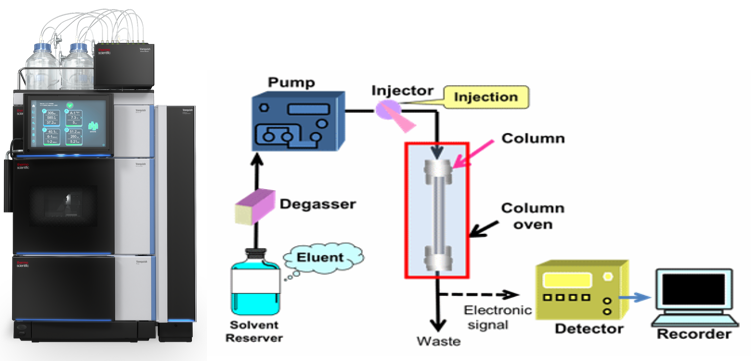 Pump
Injector
Injection
Column
Degasser
Column
oven
Eluent
Solvent
Reserver
Electronic
signal
Waste
Detector
Recorder